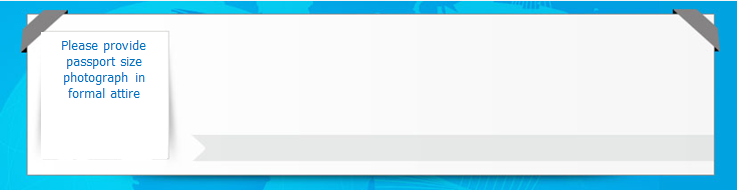 Please provide
passport size
photograph in
formal attire